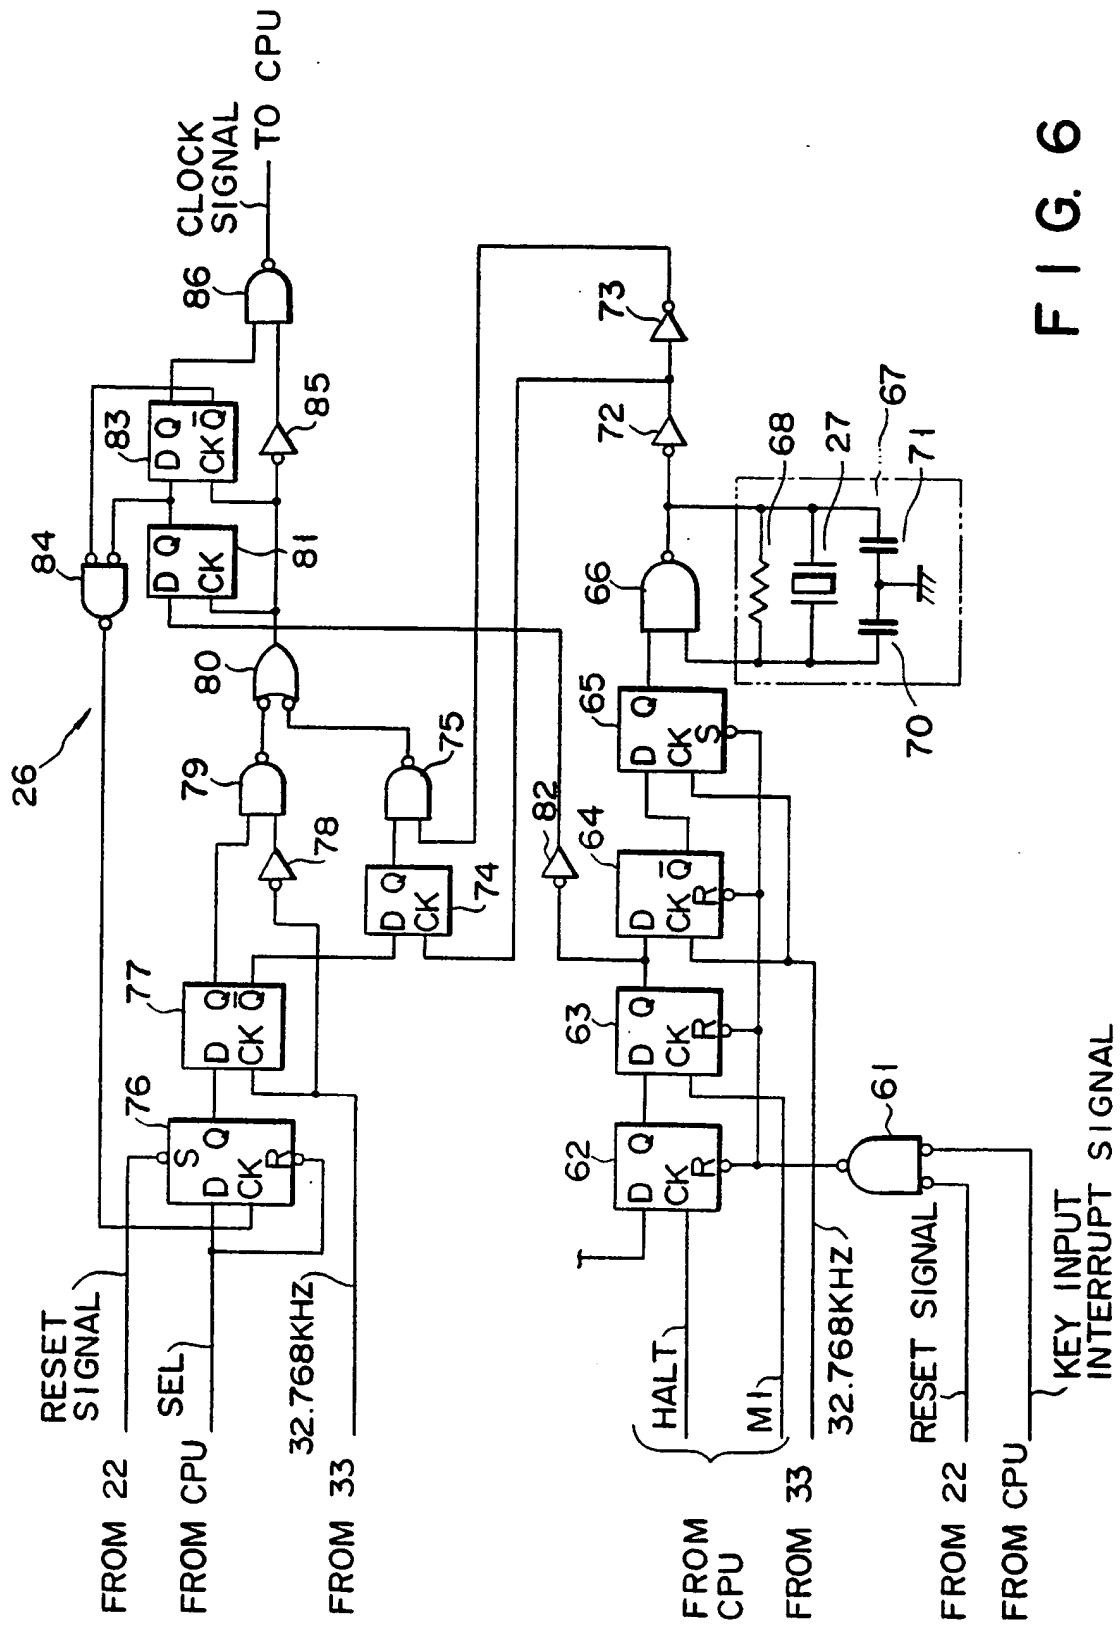 26
84
83
D Q
CK Q̅
D Q
CK
81
85
86
CLOCK
SIGNAL
TO CPU
80
79
78
75
74
D Q
CK
77
D Q
CK Q̅
76
S
D Q
CK
R
RESET
SIGNAL
FROM 22
SEL
FROM CPU
32.768KHZ
FROM 33
82
73
72
66
65
D Q
CK
S
64
D
CK Q̅
R
63
D Q
CK
R
62
D Q
CK
R
61
68
27
67
71
70
HALT
M1
FROM
CPU
32.768KHZ
FROM 33
RESET SIGNAL
FROM 22
FROM CPU
KEY INPUT
INTERRUPT SIGNAL
FIG. 6